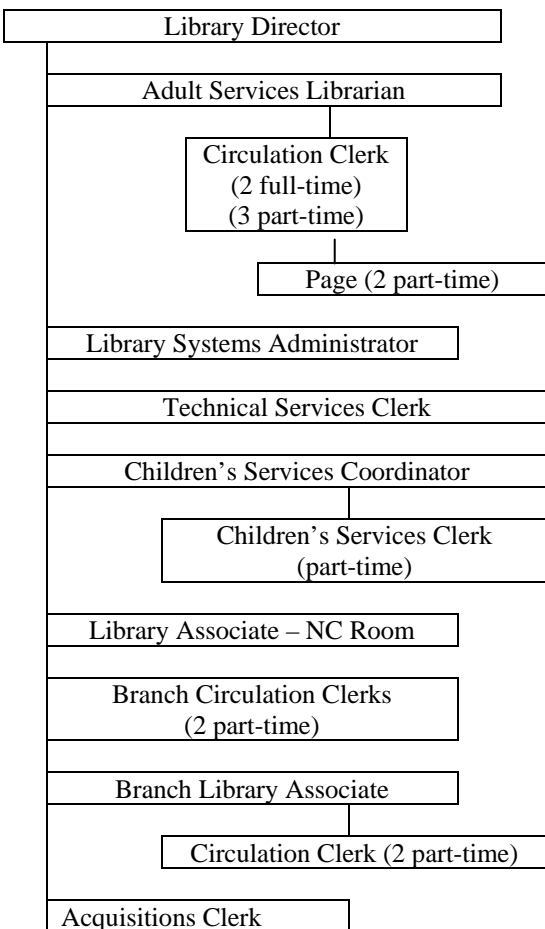 Library Director
Adult Services Librarian
Circulation Clerk
(2 full-time)
(3 part-time)
Page (2 part-time)
Library Systems Administrator
Technical Services Clerk
Children’s Services Coordinator
Children’s Services Clerk
(part-time)
Library Associate – NC Room
Branch Circulation Clerks
(2 part-time)
Branch Library Associate
Circulation Clerk (2 part-time)
Acquisitions Clerk